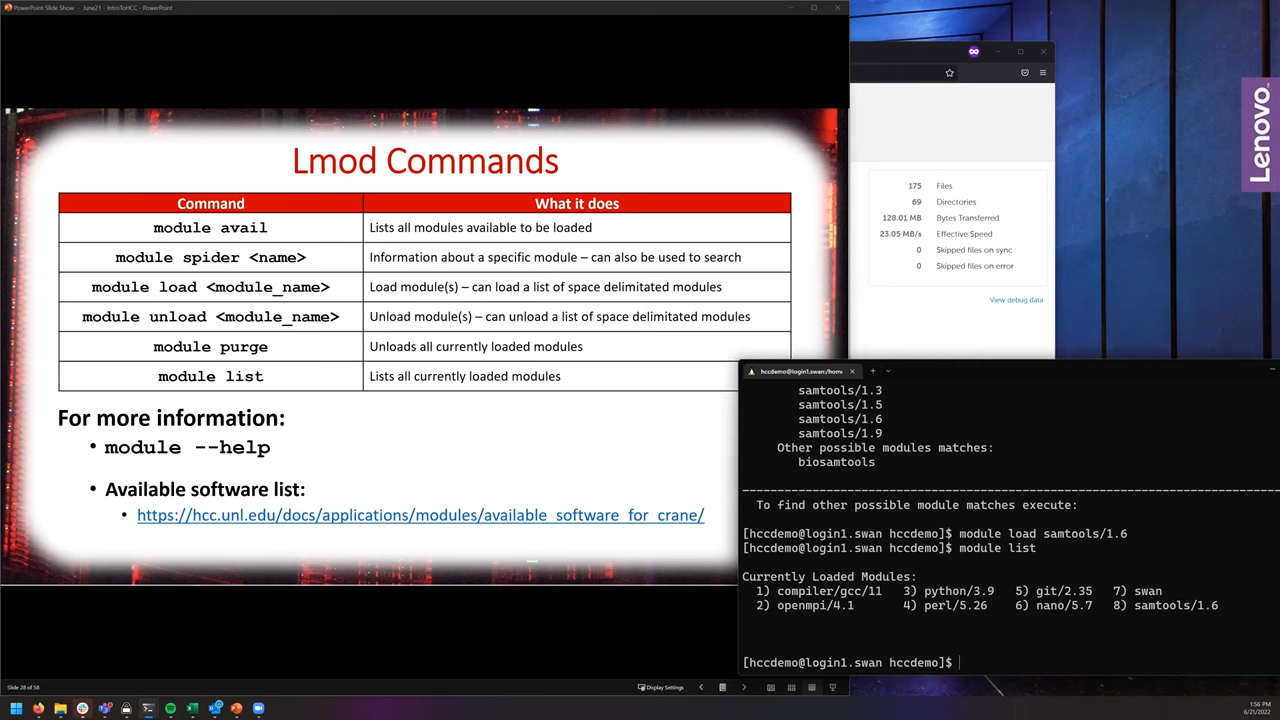 PowerPoint Slide Show - June21 - IntroToHCC - PowerPoint
Lmod Commands
Command What it does
module avail Lists all modules available to be loaded
module spider <name> Information about a specific module – can also be used to search
module load <module_name> Load module(s) – can load a list of space delimitated modules
module unload <module_name> Unload module(s) – can unload a list of space delimitated modules
module purge Unloads all currently loaded modules
module list Lists all currently loaded modules
For more information:
• module --help
• Available software list:
• https://hcc.unl.edu/docs/applications/modules/available_software_for_crane/
Slide 28 of 58
Display Settings
175 Files
69 Directories
128.01 MB Bytes Transferred
23.05 MB/s Effective Speed
0 Skipped files on sync
0 Skipped files on error
View debug data
Lenovo
hccdemo@login1.swan:/hom
samtools/1.3
samtools/1.5
samtools/1.6
samtools/1.9
Other possible modules matches:
biosamtools
--------------------------------------------------------------------------------
To find other possible module matches execute:
[hccdemo@login1.swan hccdemo]$ module load samtools/1.6
[hccdemo@login1.swan hccdemo]$ module list
Currently Loaded Modules:
1) compiler/gcc/11 3) python/3.9 5) git/2.35 7) swan
2) openmpi/4.1 4) perl/5.26 6) nano/5.7 8) samtools/1.6
[hccdemo@login1.swan hccdemo]$
1:56 PM
6/21/2022